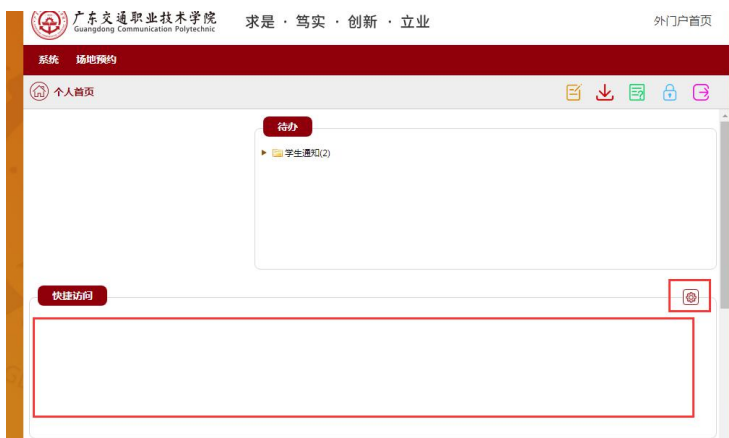 广东交通职业技术学院 求是 · 笃实 · 创新 · 立业 外门户首页
Guangdong Communication Polytechnic
系统 场地预约
个人首页
待办
学生通知(2)
快捷访问